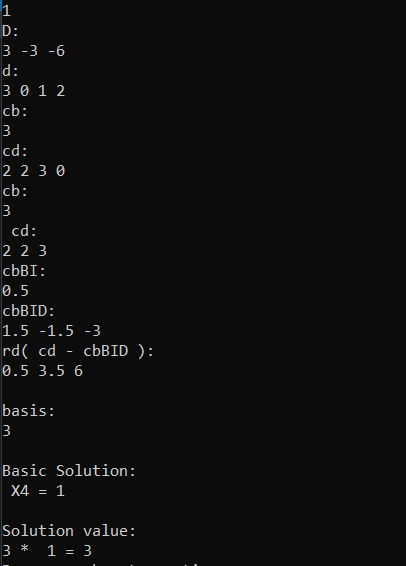 1
D:
3 -3 -6
d:
3 0 1 2
cb:
3
cd:
2 2 3 0
cb:
3
cd:
2 2 3
cbBI:
0.5
cbBID:
1.5 -1.5 -3
rd( cd - cbBID ):
0.5 3.5 6
basis:
3
Basic Solution:
X4 = 1
Solution value:
3 *  1 = 3